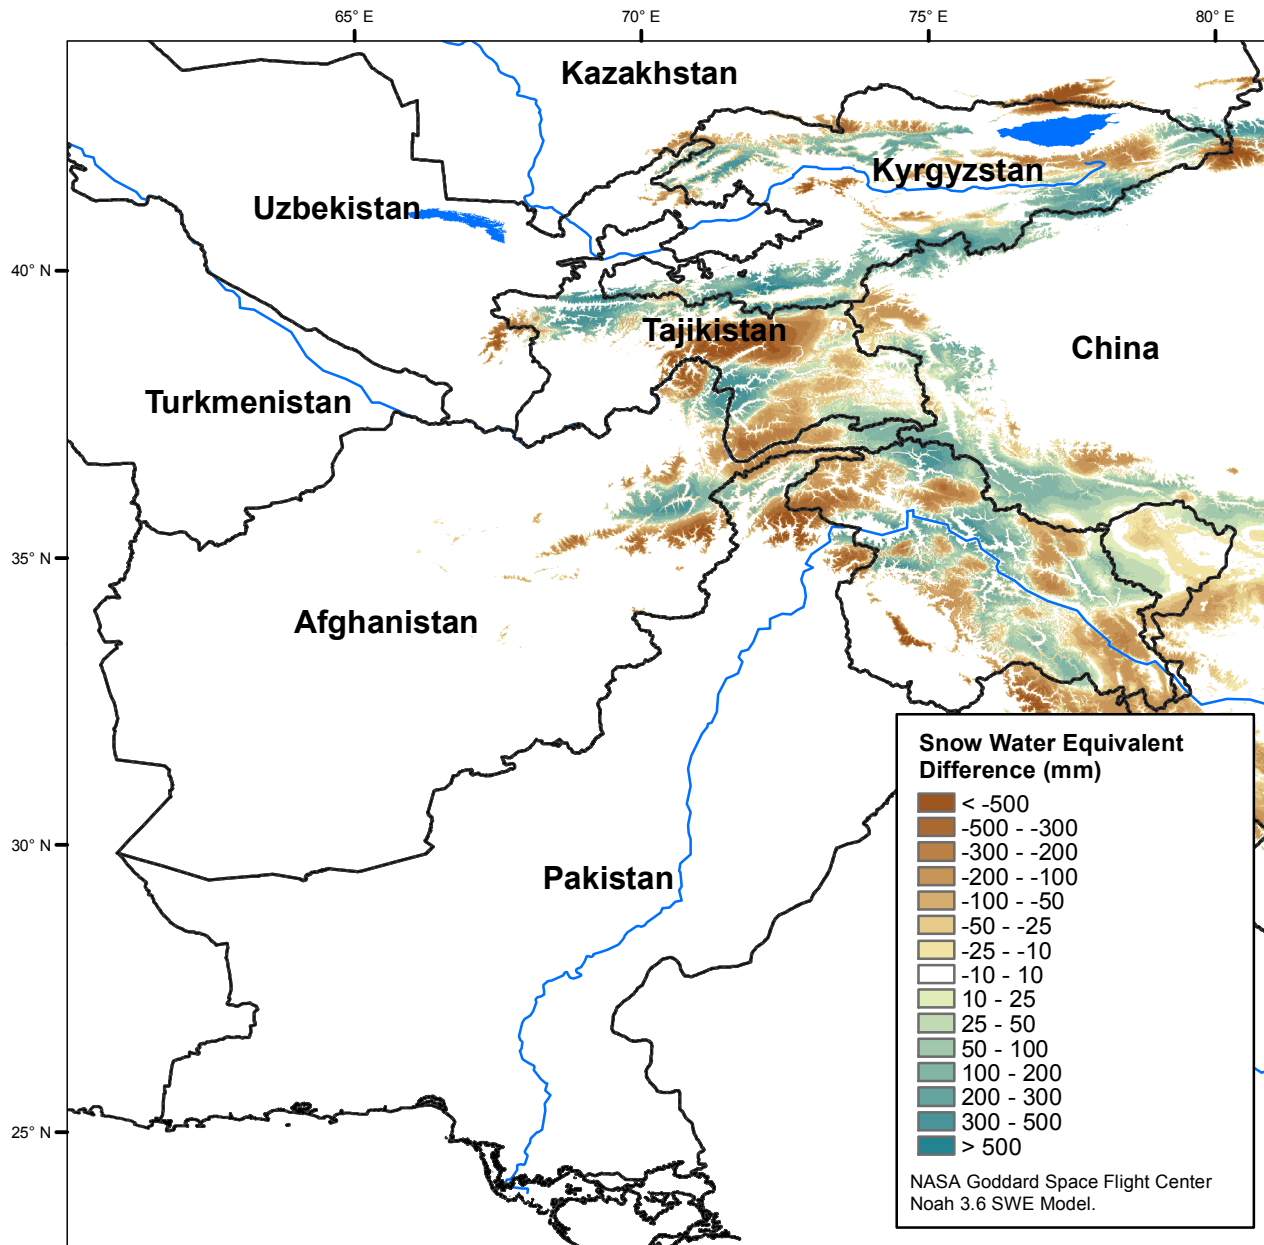 65° E
70° E
75° E
80° E
Kazakhstan
Kyrgyzstan
Uzbekistan
40° N
Tajikistan
China
Turkmenistan
35° N
Afghanistan
30° N
Pakistan
25° N
Snow Water Equivalent
Difference (mm)
< -500
-500 - -300
-300 - -200
-200 - -100
-100 - -50
-50 - -25
-25 - -10
-10 - 10
10 - 25
25 - 50
50 - 100
100 - 200
200 - 300
300 - 500
> 500
NASA Goddard Space Flight Center
Noah 3.6 SWE Model.